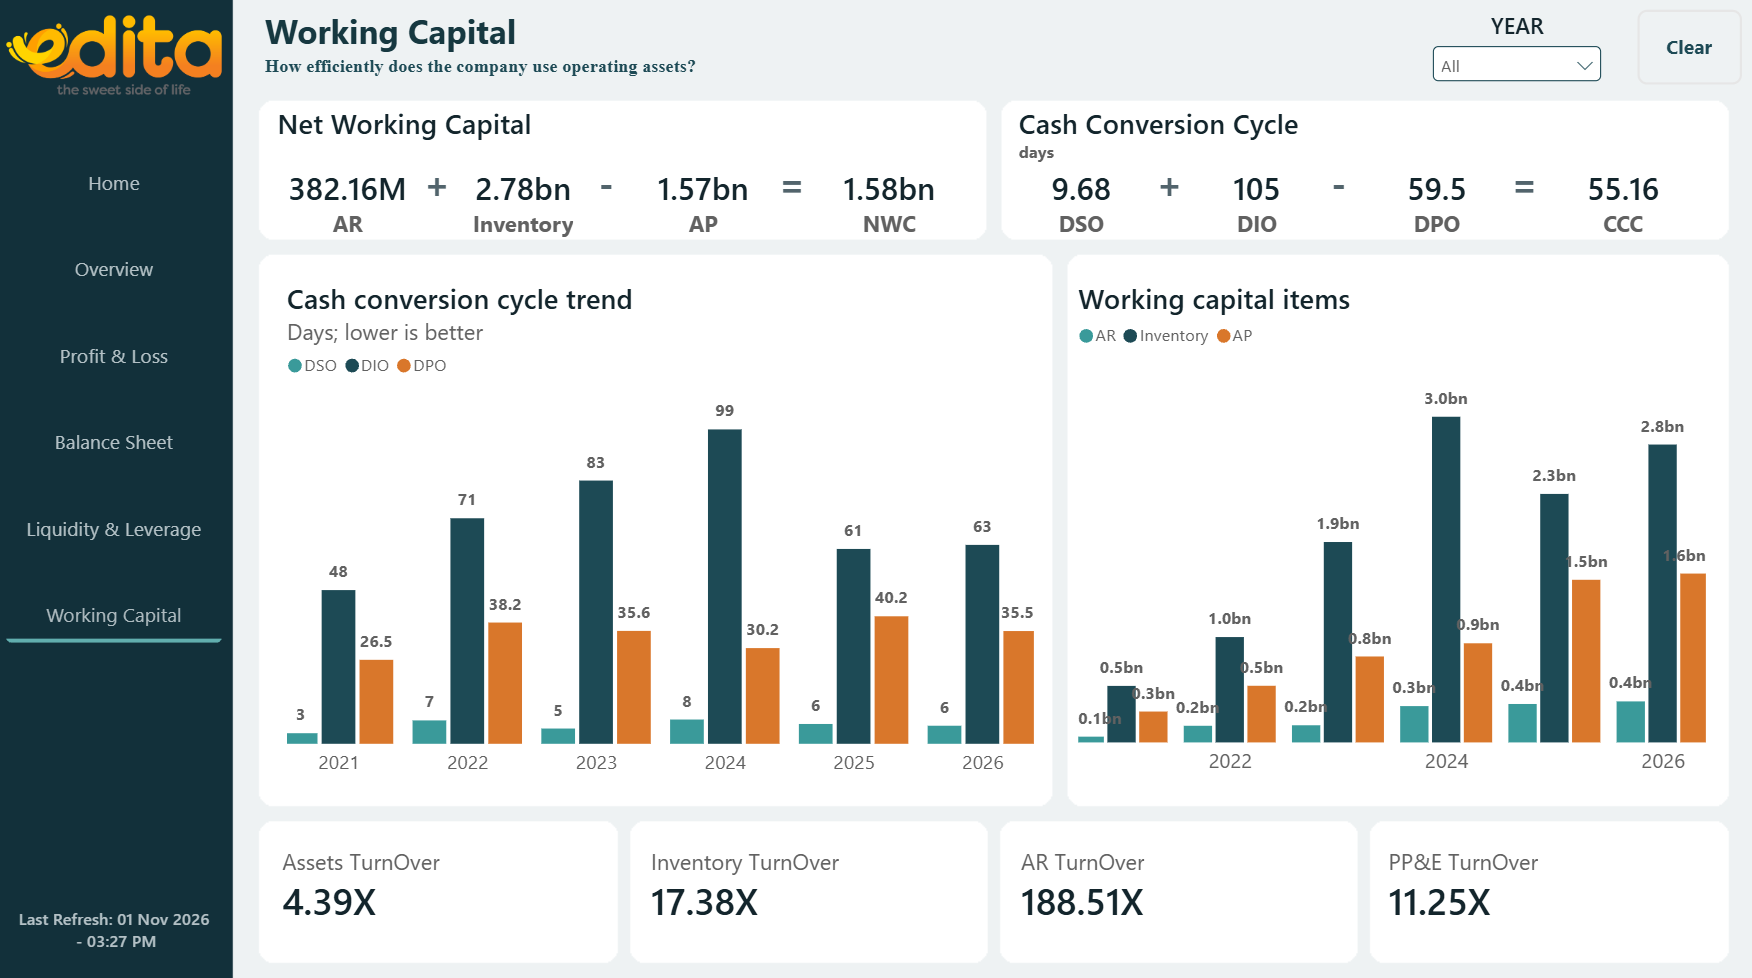 edita
the sweet side of life
Home
Overview
Profit & Loss
Balance Sheet
Liquidity & Leverage
Working Capital
Last Refresh: 01 Nov 2026
- 03:27 PM
Working Capital
How efficiently does the company use operating assets?
YEAR
All
Clear
Net Working Capital
382.16M + 2.78bn - 1.57bn = 1.58bn
AR Inventory AP NWC
Cash Conversion Cycle
days
9.68 + 105 - 59.5 = 55.16
DSO DIO DPO CCC
Cash conversion cycle trend
Days; lower is better
DSO DIO DPO
3 48 26.5
7 71 38.2
5 83 35.6
8 99 30.2
6 61 40.2
6 63 35.5
2021 2022 2023 2024 2025 2026
Working capital items
AR Inventory AP
0.1bn 0.5bn 0.3bn
0.2bn 1.0bn 0.5bn
0.2bn 1.9bn 0.8bn
0.3bn 3.0bn 0.9bn
0.4bn 2.3bn 1.5bn
0.4bn 2.8bn 1.6bn
2022 2024 2026
Assets TurnOver
4.39X
Inventory TurnOver
17.38X
AR TurnOver
188.51X
PP&E TurnOver
11.25X